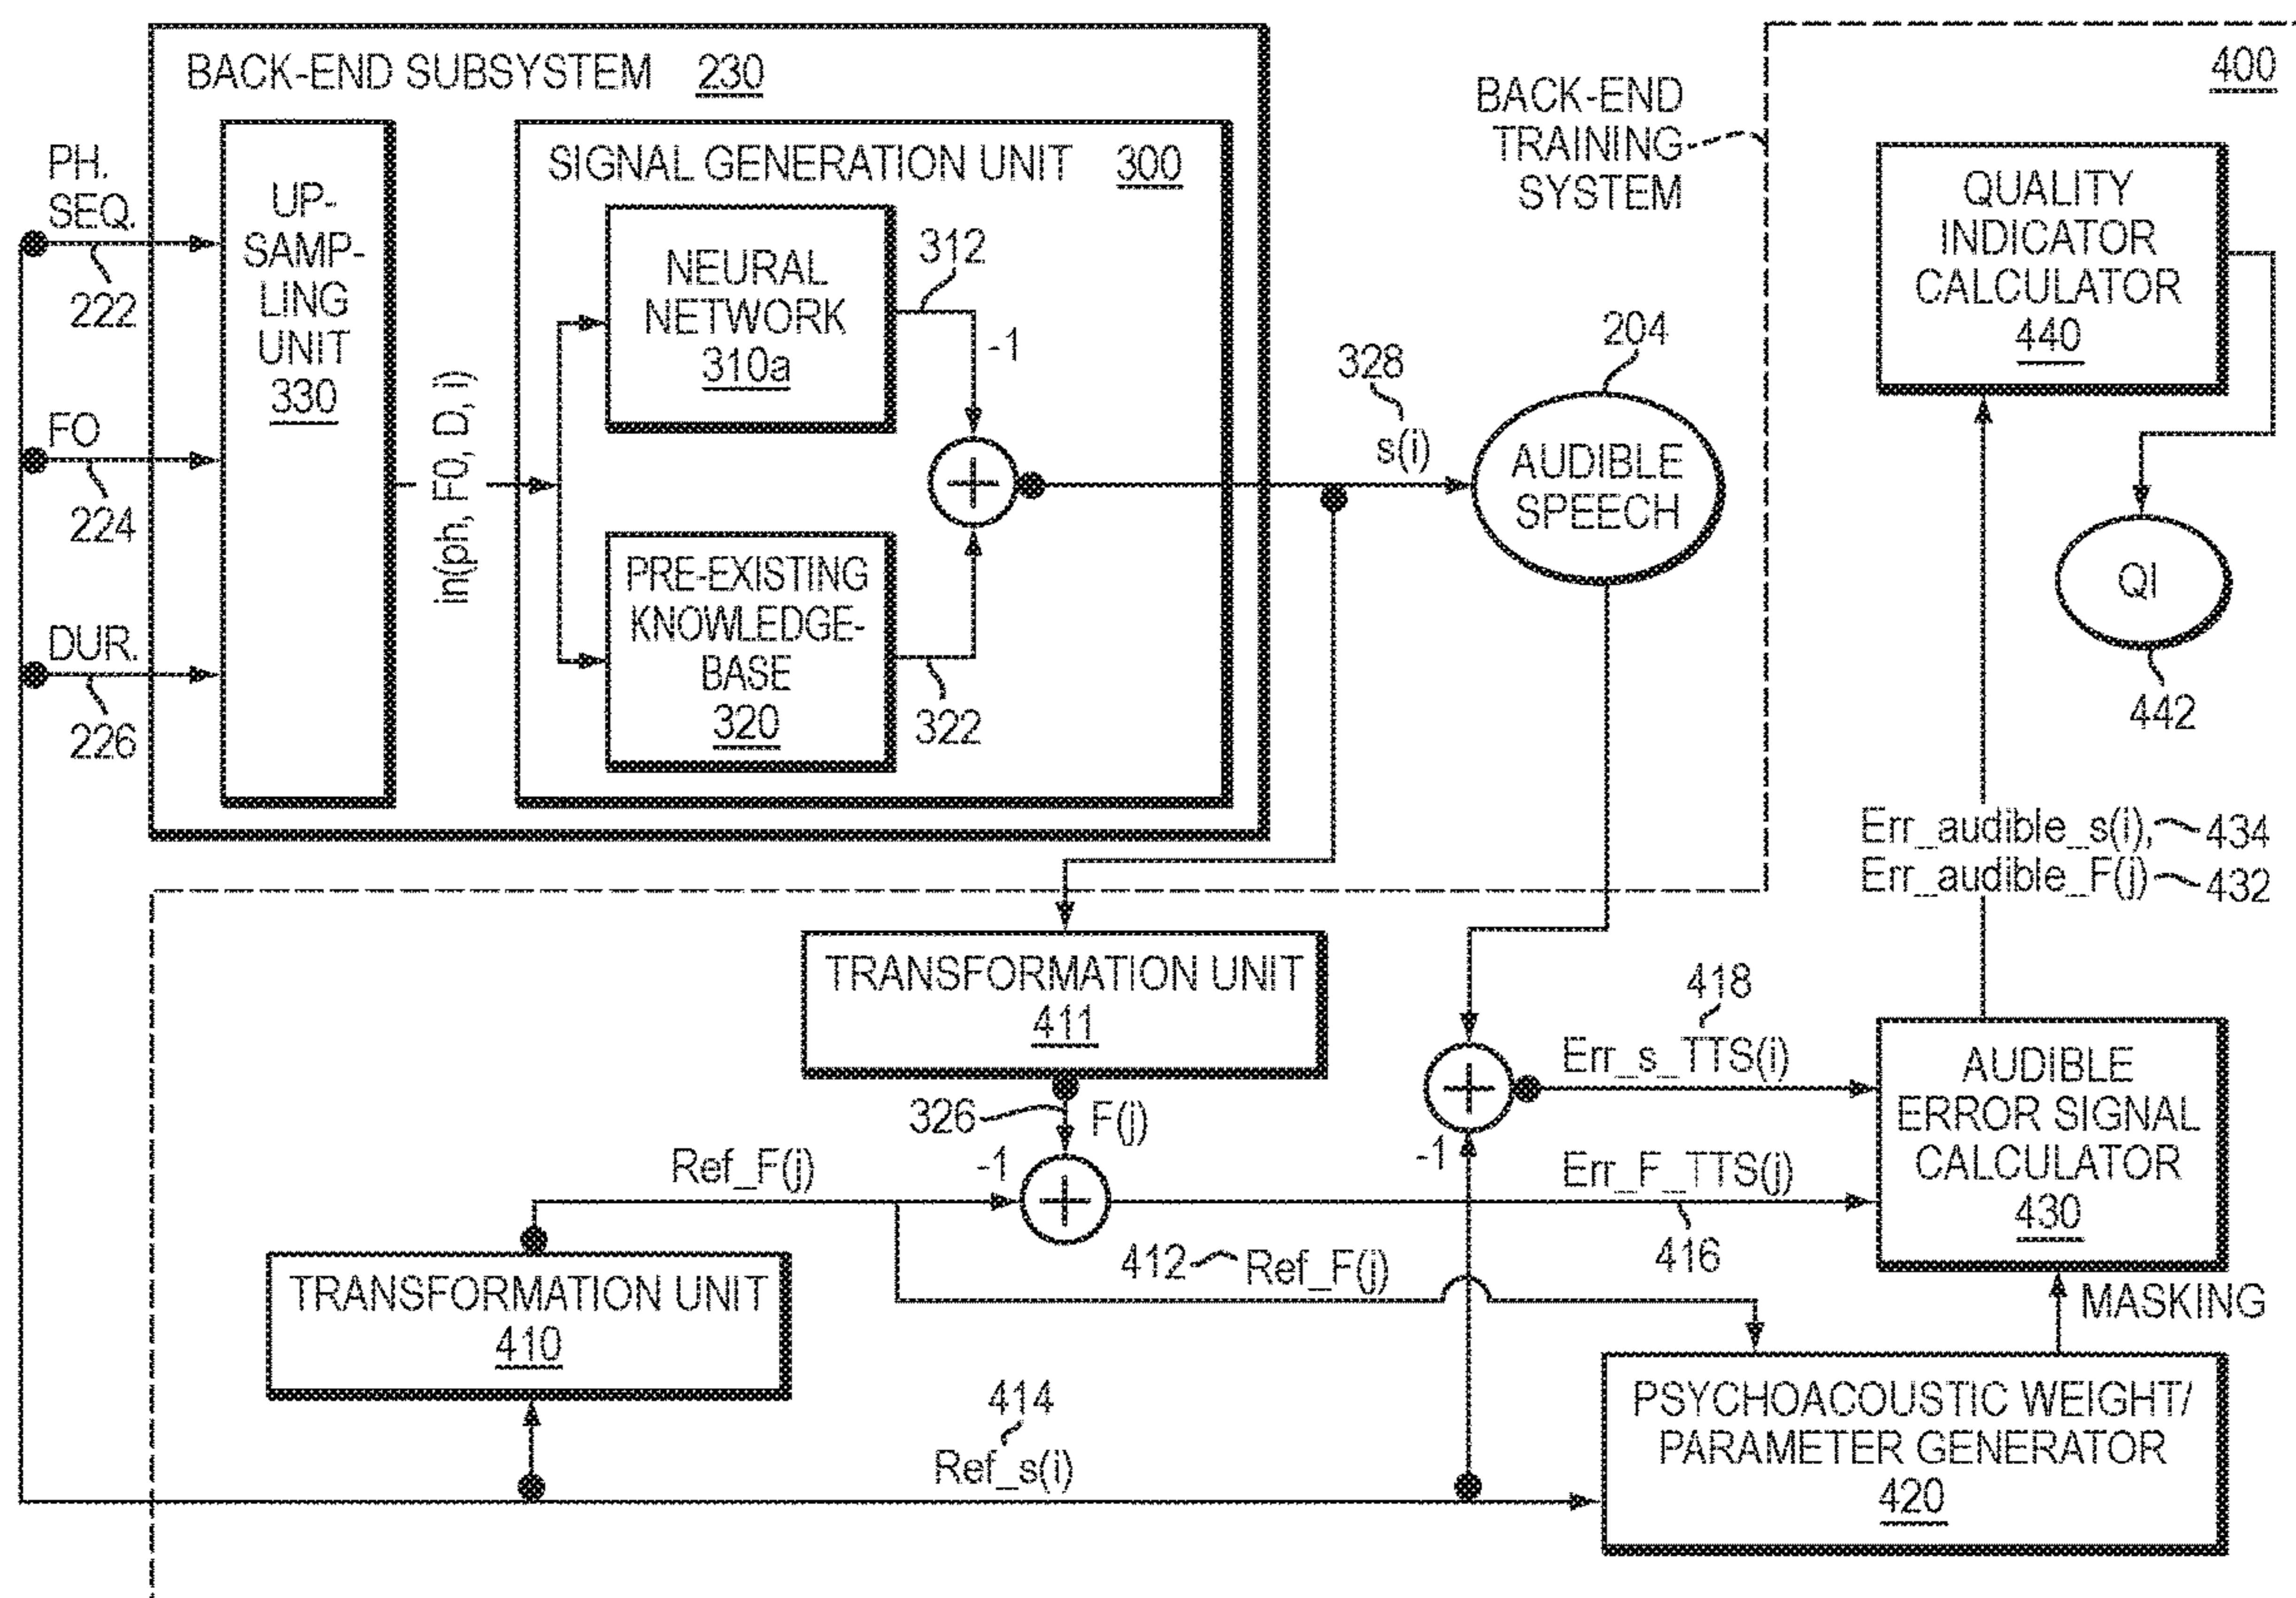 BACK-END SUBSYSTEM 230
PH.
SEQ.
222
FO
224
DUR.
226
UP-
SAMP-
LING
UNIT
330
in(ph, F0, D, i)
SIGNAL GENERATION UNIT 300
NEURAL
NETWORK
310a
312
-1
PRE-EXISTING
KNOWLEDGE-
BASE
320
322
328
s(i)
204
AUDIBLE
SPEECH
BACK-END
TRAINING
SYSTEM
400
QUALITY
INDICATOR
CALCULATOR
440
QI
442
Err_audible_s(i), 434
Err_audible_F(j) 432
TRANSFORMATION UNIT
411
326
F(j)
Ref_F(j)
-1
418
Err_s_TTS(i)
-1
Err_F_TTS(j)
416
AUDIBLE
ERROR SIGNAL
CALCULATOR
430
412 Ref_F(j)
MASKING
TRANSFORMATION UNIT
410
414
Ref_s(i)
PSYCHOACOUSTIC WEIGHT/
PARAMETER GENERATOR
420